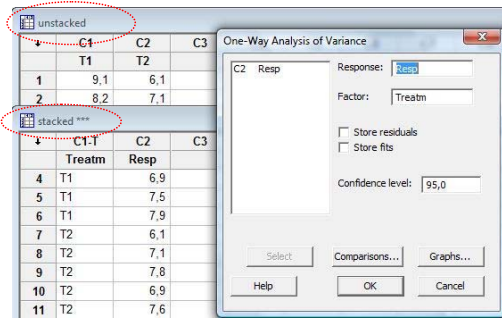 unstacked
C1 C2 C3
T1 T2
1 9,1 6,1
2 8,2 7,1
stacked ***
C1-T C2 C3
Treatm Resp
4 T1 6,9
5 T1 7,5
6 T1 7,9
7 T2 6,1
8 T2 7,1
9 T2 7,8
10 T2 6,9
11 T2 7,6
One-Way Analysis of Variance
C2 Resp
Response: Resp
Factor: Treatm
Store residuals
Store fits
Confidence level: 95,0
Select Comparisons... Graphs...
Help OK Cancel